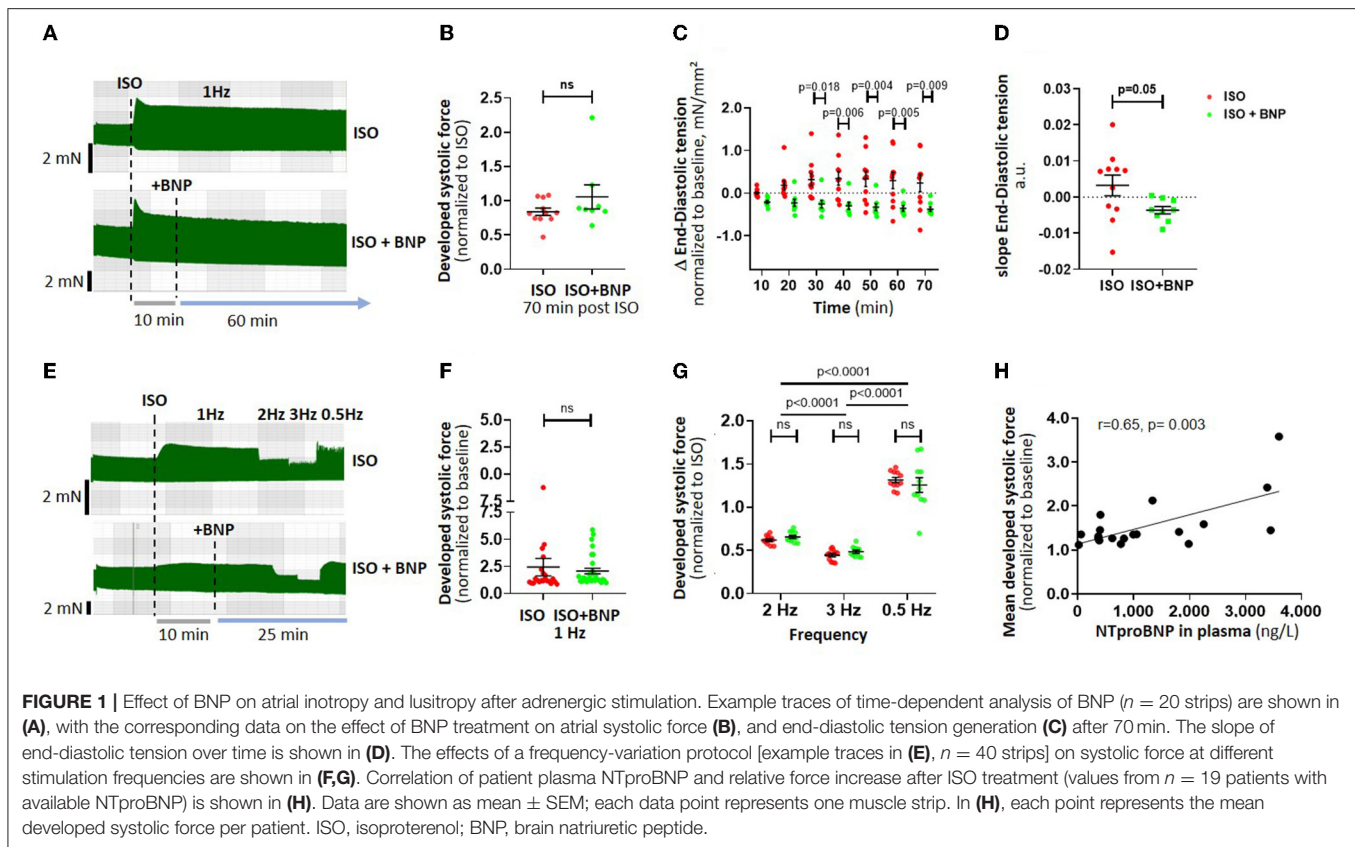 A
ISO
1Hz
ISO
2 mN
+BNP
ISO + BNP
2 mN
10 min
60 min
B
Developed systolic force
(normalized to ISO)
2.5
2.0
1.5
1.0
0.5
0.0
ns
ISO ISO+BNP
70 min post ISO
C
Δ End-Diastolic tension
normalized to baseline, mN/mm²
2.0
1.0
0.0
-1.0
p=0.018
p=0.006
p=0.004
p=0.005
p=0.009
10 20 30 40 50 60 70
Time (min)
D
slope End-Diastolic tension
a.u.
0.03
0.02
0.01
0.00
-0.01
-0.02
p=0.05
ISO
ISO + BNP
ISO ISO+BNP
E
ISO
1Hz 2Hz 3Hz 0.5Hz
ISO
2 mN
+BNP
ISO + BNP
2 mN
10 min
25 min
F
Developed systolic force
(normalized to baseline)
5.0
2.5
0.0
7.5
5.0
2.5
0.0
ns
ISO ISO+BNP
1 Hz
G
Developed systolic force
(normalized to ISO)
2.0
1.5
1.0
0.5
0.0
p<0.0001
p<0.0001
p<0.0001
ns
ns
ns
2 Hz 3 Hz 0.5 Hz
Frequency
H
Mean developed systolic force
(normalized to baseline)
4.0
3.0
2.0
1.0
0.0
r=0.65, p= 0.003
0 1,000 2,000 3.000 4.000
NTproBNP in plasma (ng/L)
FIGURE 1 | Effect of BNP on atrial inotropy and lusitropy after adrenergic stimulation. Example traces of time-dependent analysis of BNP (n = 20 strips) are shown in
(A), with the corresponding data on the effect of BNP treatment on atrial systolic force (B), and end-diastolic tension generation (C) after 70 min. The slope of
end-diastolic tension over time is shown in (D). The effects of a frequency-variation protocol [example traces in (E), n = 40 strips] on systolic force at different
stimulation frequencies are shown in (F,G). Correlation of patient plasma NTproBNP and relative force increase after ISO treatment (values from n = 19 patients with
available NTproBNP) is shown in (H). Data are shown as mean ± SEM; each data point represents one muscle strip. In (H), each point represents the mean
developed systolic force per patient. ISO, isoproterenol; BNP, brain natriuretic peptide.